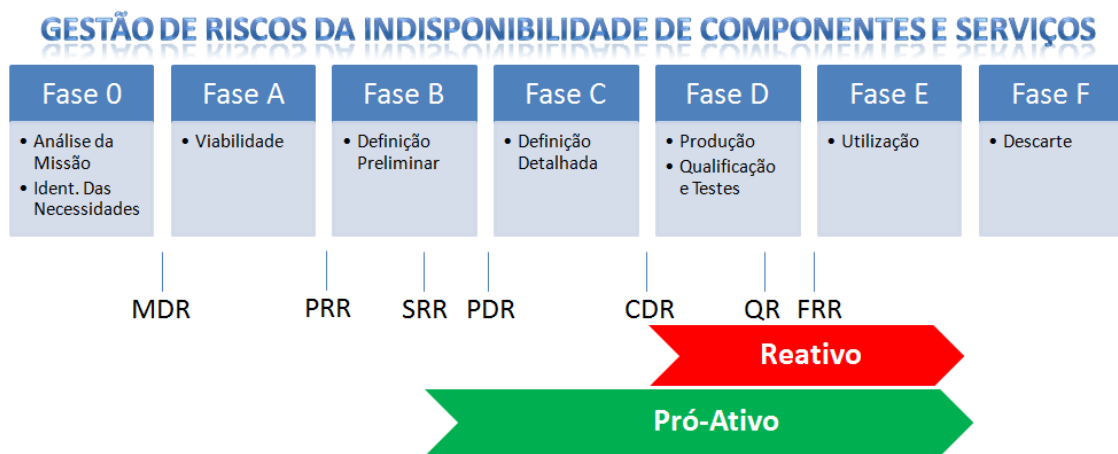 GESTÃO DE RISCOS DA INDISPONIBILIDADE DE COMPONENTES E SERVIÇOS
Fase 0
• Análise da
Missão
• Ident. Das
Necessidades
Fase A
• Viabilidade
Fase B
• Definição
Preliminar
Fase C
• Definição
Detalhada
Fase D
• Produção
• Qualificação
e Testes
Fase E
• Utilização
Fase F
• Descarte
MDR
PRR
SRR
PDR
CDR
QR
FRR
Reativo
Pró-Ativo